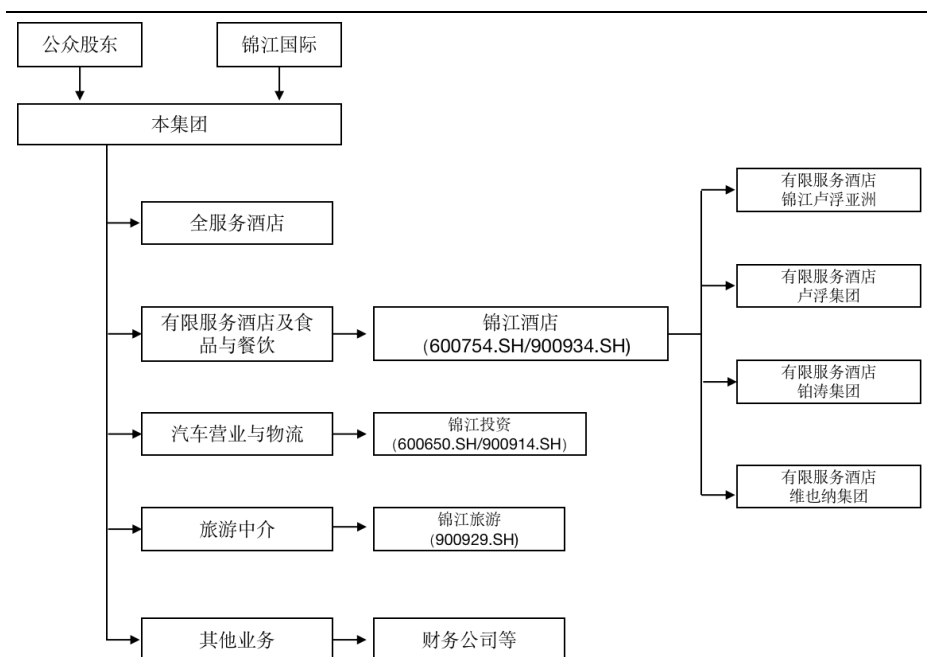 公众股东
锦江国际
本集团
全服务酒店
有限服务酒店及食
品与餐饮
锦江酒店
(600754.SH/900934.SH)
有限服务酒店
锦江卢浮亚洲
有限服务酒店
卢浮集团
有限服务酒店
铂涛集团
有限服务酒店
维也纳集团
汽车营业与物流
锦江投资
(600650.SH/900914.SH)
旅游中介
锦江旅游
(900929.SH)
其他业务
财务公司等